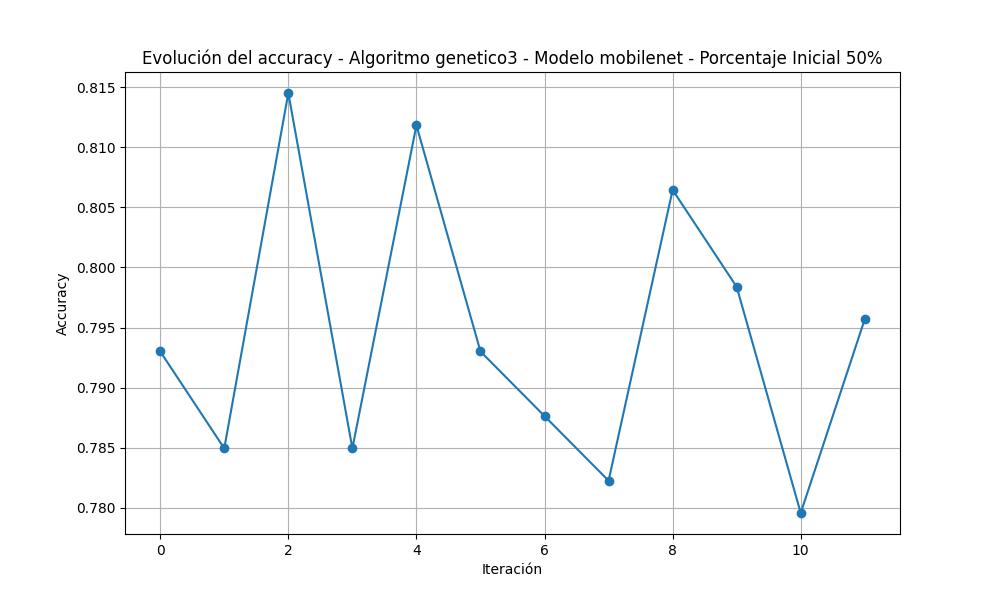 Evolución del accuracy - Algoritmo genetico3 - Modelo mobilenet - Porcentaje Inicial 50%
0.815
0.810
0.805
0.800
0.795
0.790
0.785
0.780
Accuracy
0 2 4 6 8 10
Iteración